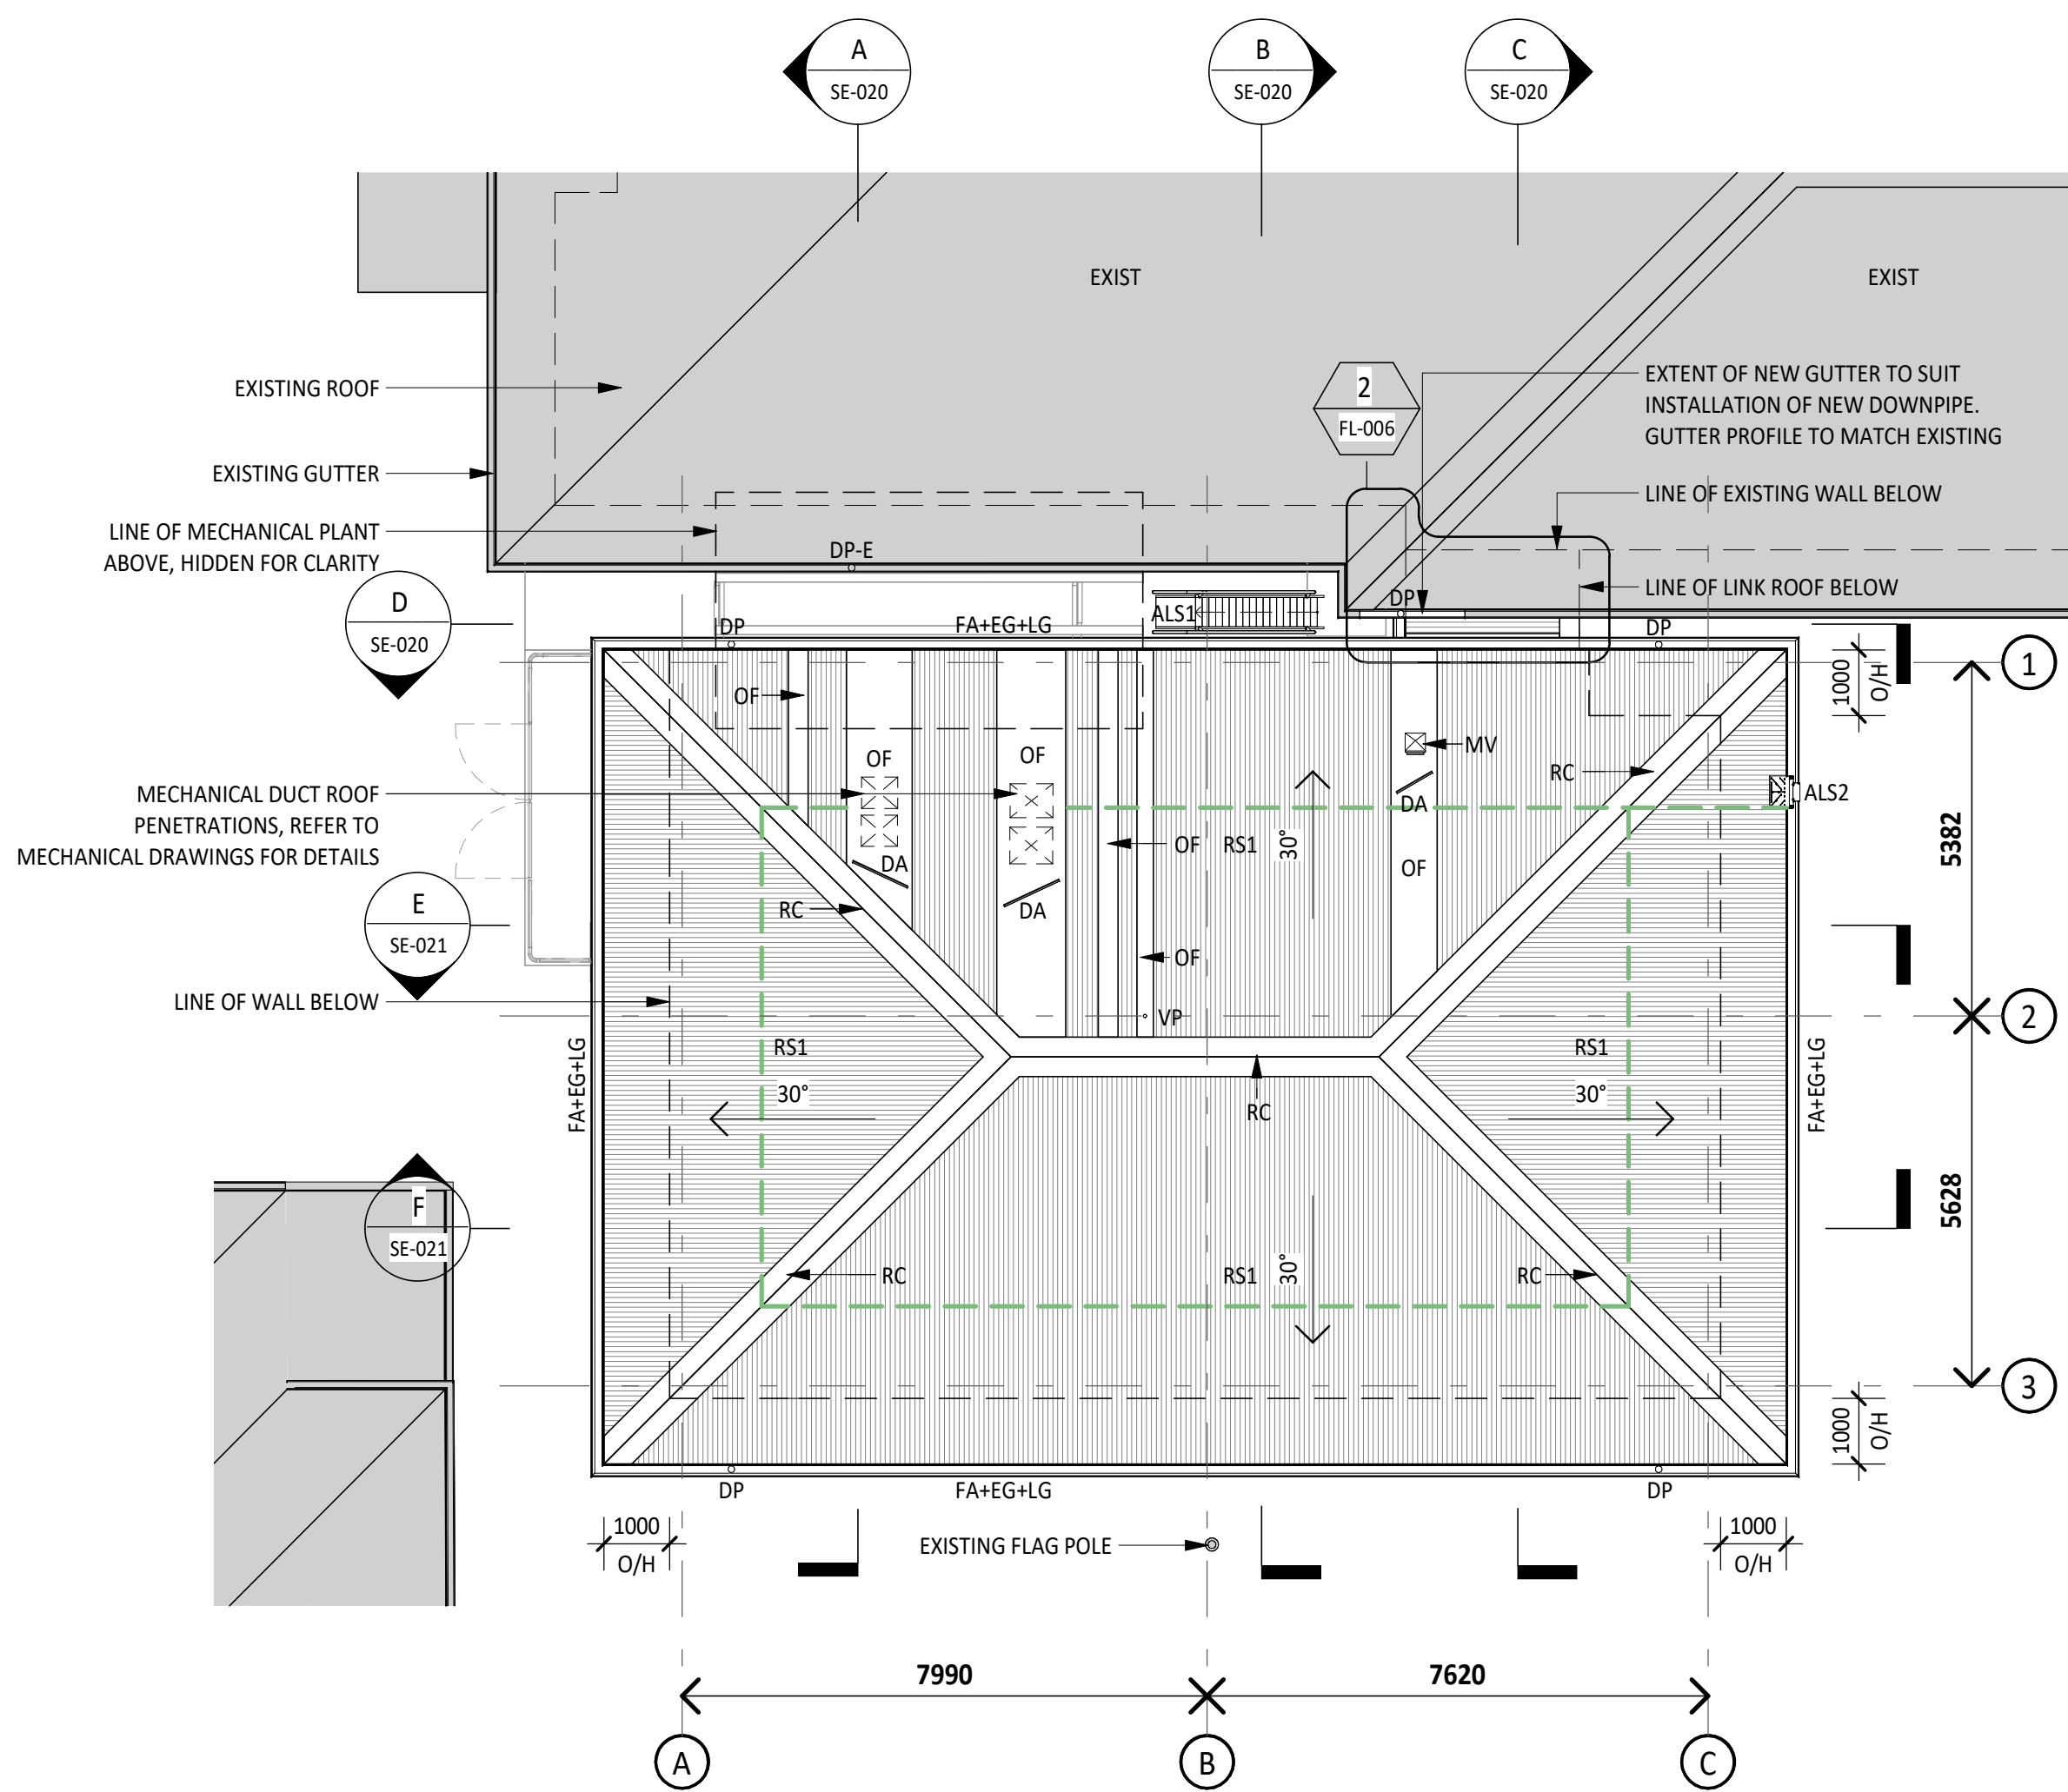 A
SE-020
B
SE-020
C
SE-020
EXIST
EXIST
EXISTING ROOF
2
FL-006
EXTENT OF NEW GUTTER TO SUIT
INSTALLATION OF NEW DOWNPIPE.
GUTTER PROFILE TO MATCH EXISTING
EXISTING GUTTER
LINE OF EXISTING WALL BELOW
LINE OF MECHANICAL PLANT
ABOVE, HIDDEN FOR CLARITY
DP-E
LINE OF LINK ROOF BELOW
D
SE-020
DP
FA+EG+LG
ALS1
DP
DP
1
1000
O/H
OF
OF
OF
MV
RC
ALS2
MECHANICAL DUCT ROOF
PENETRATIONS, REFER TO
MECHANICAL DRAWINGS FOR DETAILS
DA
DA
DA
OF
RS1
30°
OF
5382
E
SE-021
RC
OF
LINE OF WALL BELOW
VP
2
FA+EG+LG
RS1
30°
RC
RS1
30°
FA+EG+LG
F
SE-021
RC
RS1
30°
RC
5628
3
1000
O/H
DP
FA+EG+LG
DP
1000
O/H
EXISTING FLAG POLE
1000
O/H
7990
7620
A
B
C